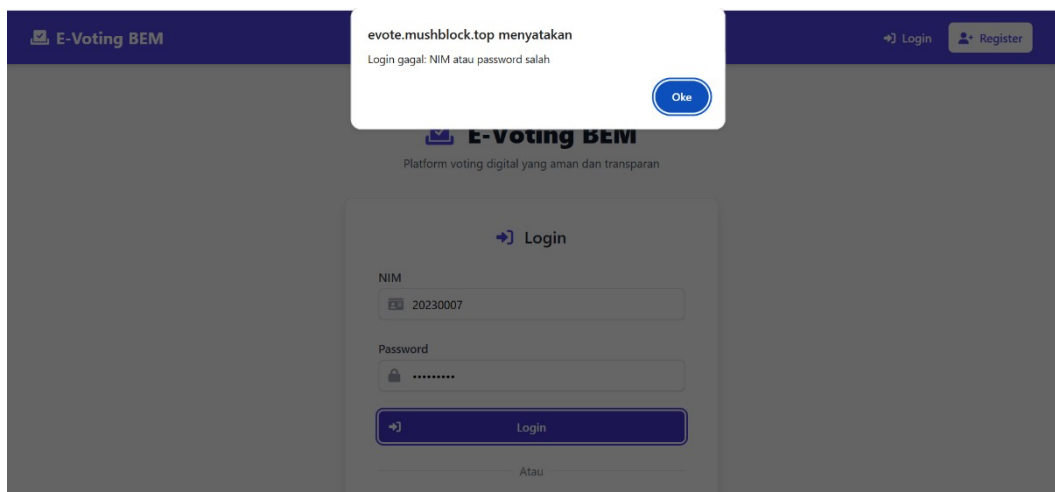 E-Voting BEM
Login
Register
evote.mushblock.top menyatakan
Login gagal: NIM atau password salah
Oke
E-Voting BEM
Platform voting digital yang aman dan transparan
Login
NIM
20230007
Password
•••••••••
Login
Atau